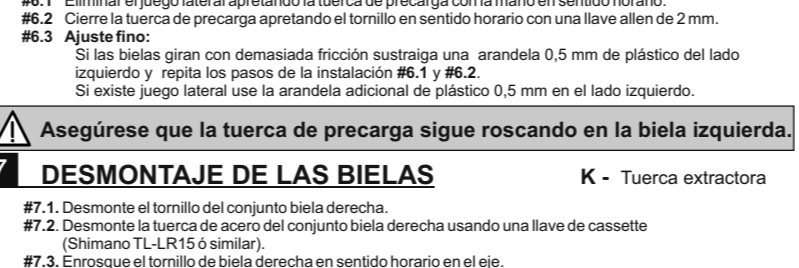 #6.1 Eliminar el juego lateral apretando la tuerca de precarga con la mano en sentido horario.
#6.2 Cierre la tuerca de precarga apretando el tornillo en sentido horario con una llave allen de 2 mm.
#6.3 Ajuste fino:
Si las bielas giran con demasiada fricción sustraiga una arandela 0,5 mm de plástico del lado
izquierdo y repita los pasos de la instalación #6.1 y #6.2.
Si existe juego lateral use la arandela adicional de plástico 0,5 mm en el lado izquierdo.
Asegúrese que la tuerca de precarga sigue roscando en la biela izquierda.
7 DESMONTAJE DE LAS BIELAS K - Tuerca extractora
#7.1. Desmonte el tornillo del conjunto biela derecha.
#7.2. Desmonte la tuerca de acero del conjunto biela derecha usando una llave de cassette
(Shimano TL-LR15 ó similar).
#7.3. Enrosque el tornillo de biela derecha en sentido horario en el eje.